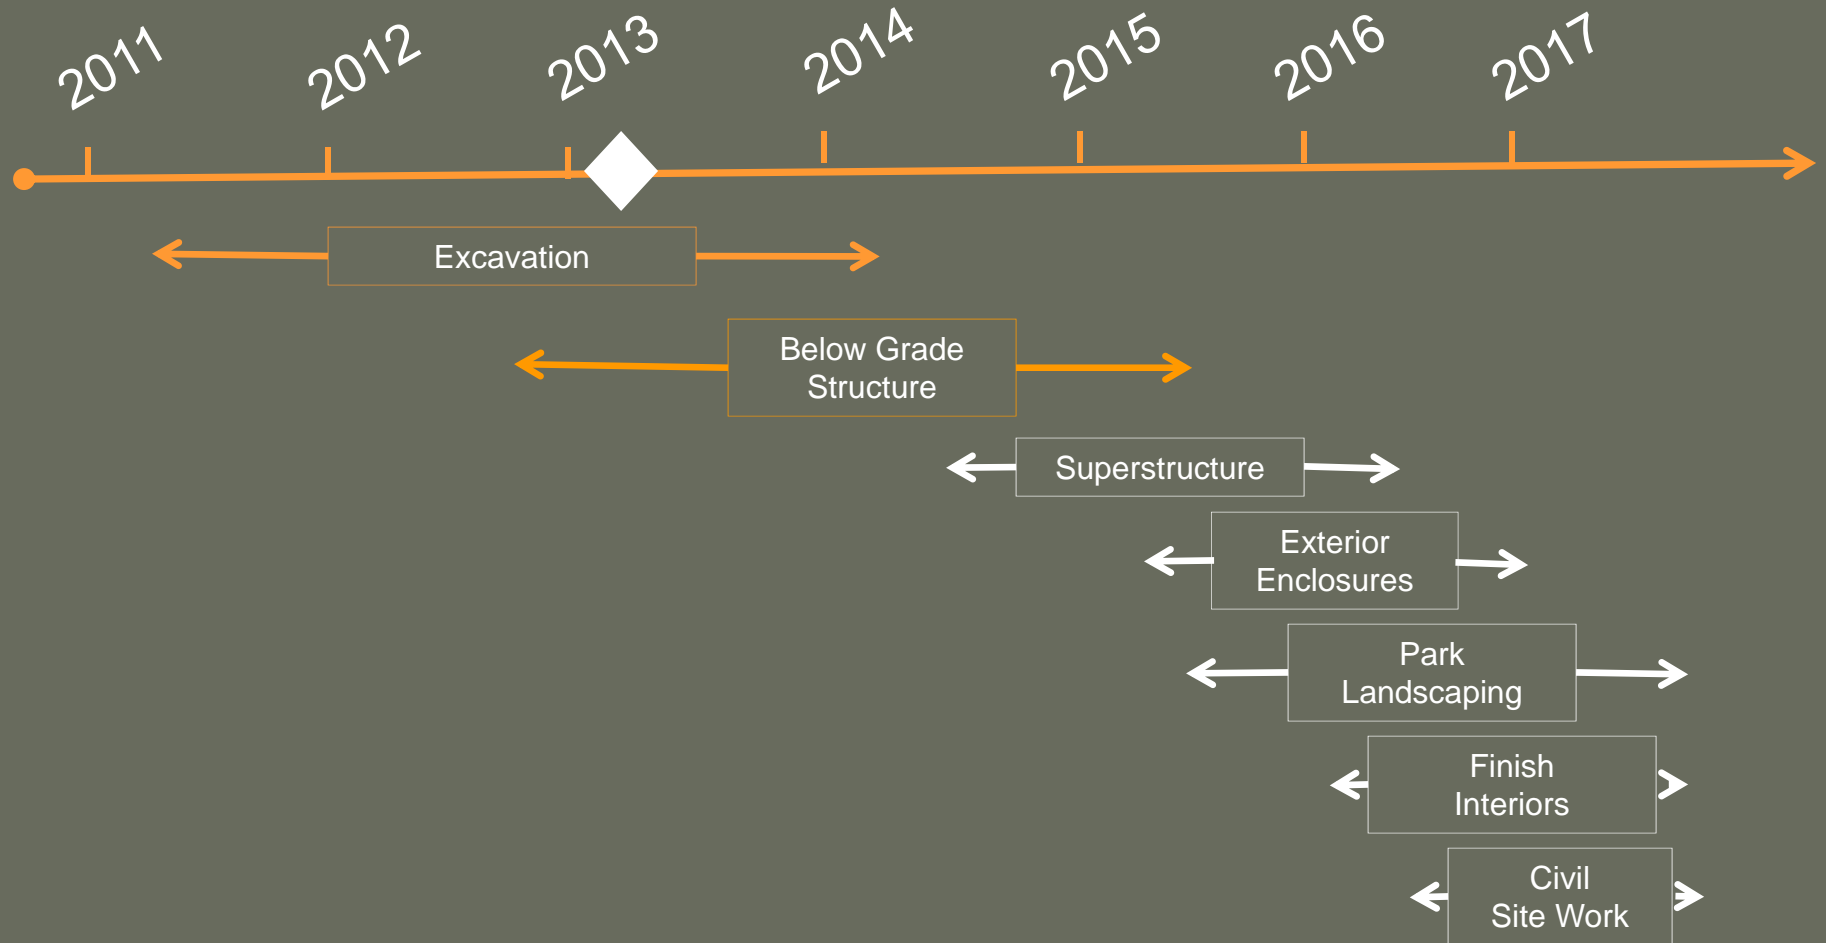 2011
2012
2013
2014
2015
2016
2017
Excavation
Below Grade
Structure
Superstructure
Exterior
Enclosures
Park
Landscaping
Finish
Interiors
Civil
Site Work